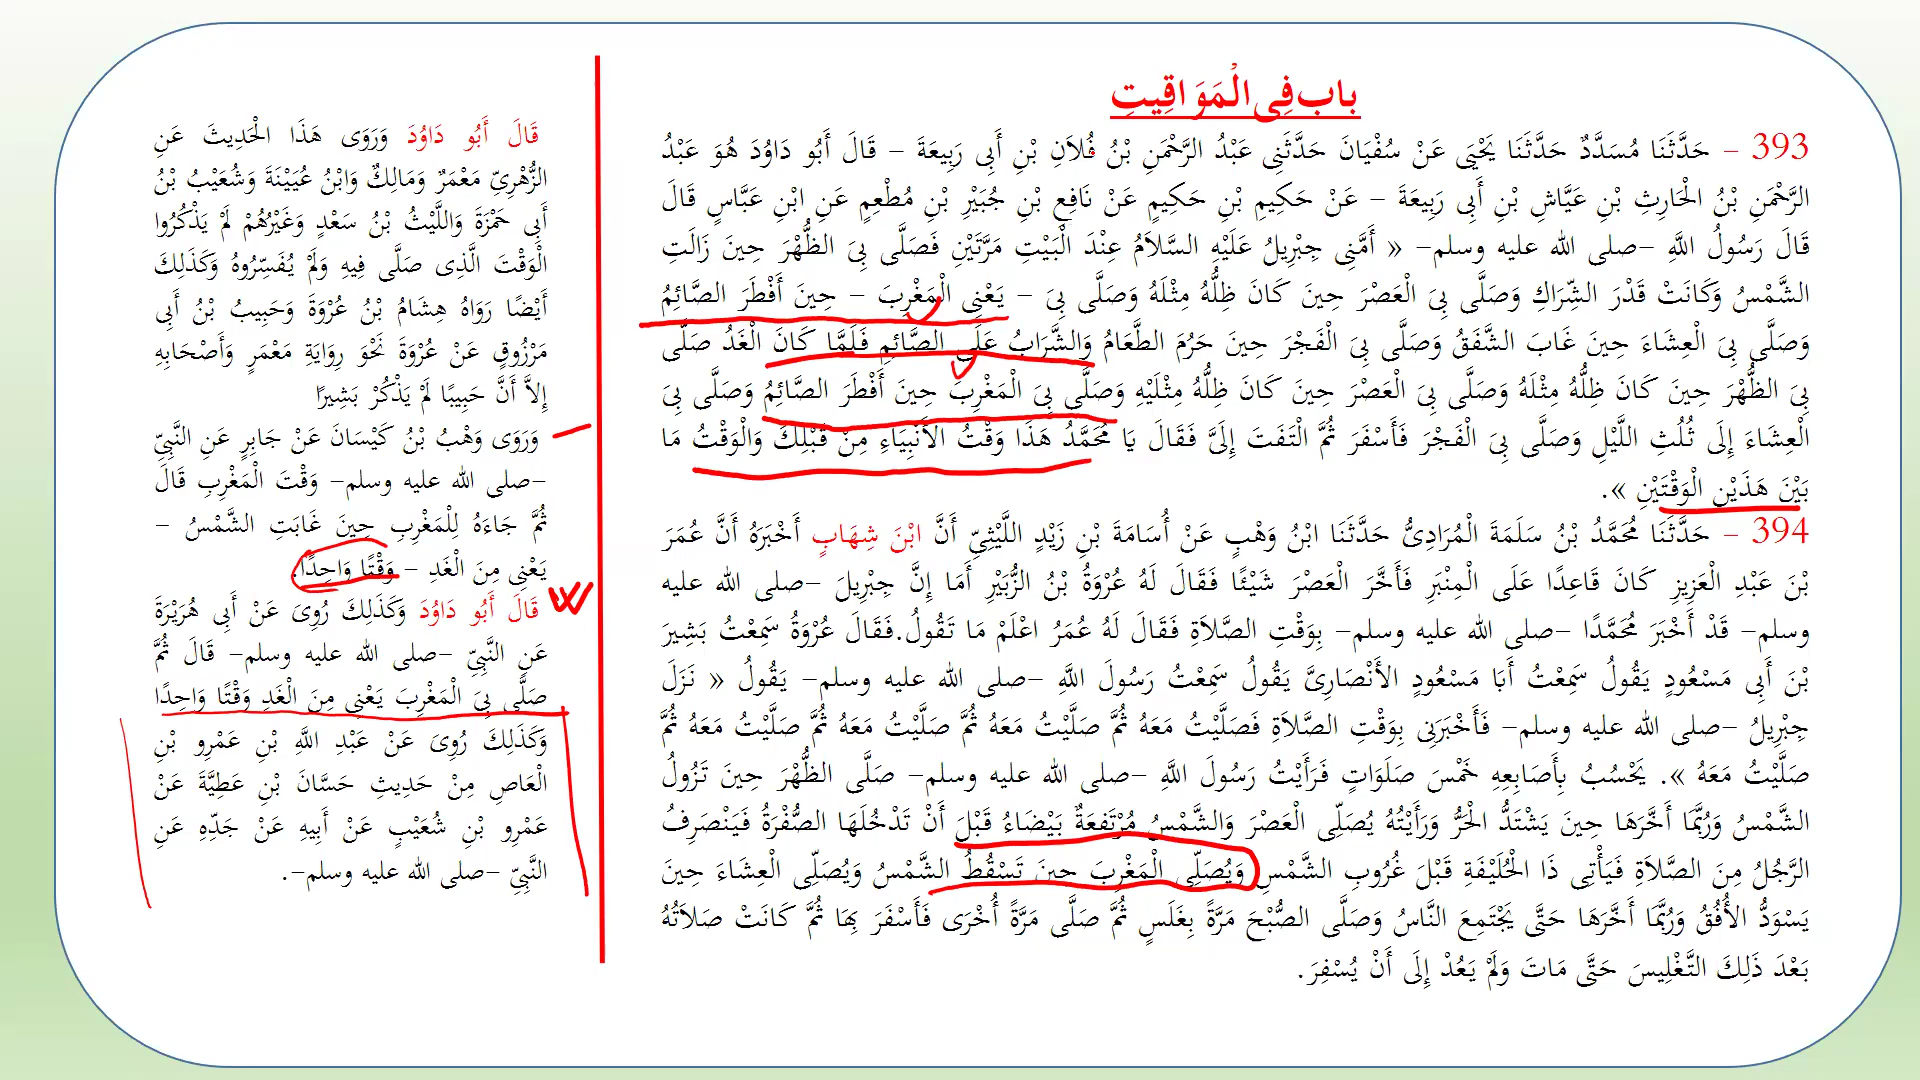 باب فِى الْمَوَاقِيتِ
393 – حَدَّثَنَا مُسَدَّدٌ حَدَّثَنَا يَحْيَى عَنْ سُفْيَانَ حَدَّثَنِى عَبْدُ الرَّحْمَنِ بْنُ فُلاَنِ بْنِ أَبِى رَبِيعَةَ – قَالَ أَبُو دَاوُدَ هُوَ عَبْدُ
الرَّحْمَنِ بْنُ الْحَارِثِ بْنِ عَيَّاشِ بْنِ أَبِى رَبِيعَةَ – عَنْ حَكِيمِ بْنِ حَكِيمٍ عَنْ نَافِعِ بْنِ جُبَيْرِ بْنِ مُطْعِمٍ عَنِ ابْنِ عَبَّاسٍ قَالَ
قَالَ رَسُولُ اللَّهِ –صلى الله عليه وسلم– « أَمَّنِى جِبْرِيلُ عَلَيْهِ السَّلاَمُ عِنْدَ الْبَيْتِ مَرَّتَيْنِ فَصَلَّى بِىَ الظُّهْرَ حِينَ زَالَتِ
الشَّمْسُ وَكَانَتْ قَدْرَ الشِّرَاكِ وَصَلَّى بِىَ الْعَصْرَ حِينَ كَانَ ظِلُّهُ مِثْلَهُ وَصَلَّى بِىَ – يَعْنِى الْمَغْرِبَ – حِينَ أَفْطَرَ الصَّائِمُ
وَصَلَّى بِىَ الْعِشَاءَ حِينَ غَابَ الشَّفَقُ وَصَلَّى بِىَ الْفَجْرَ حِينَ حَرُمَ الطَّعَامُ وَالشَّرَابُ عَلَى الصَّائِمِ فَلَمَّا كَانَ الْغَدُ صَلَّى
بِىَ الظُّهْرَ حِينَ كَانَ ظِلُّهُ مِثْلَهُ وَصَلَّى بِىَ الْعَصْرَ حِينَ كَانَ ظِلُّهُ مِثْلَيْهِ وَصَلَّى بِىَ الْمَغْرِبَ حِينَ أَفْطَرَ الصَّائِمُ وَصَلَّى بِىَ
الْعِشَاءَ إِلَى ثُلُثِ اللَّيْلِ وَصَلَّى بِىَ الْفَجْرَ فَأَسْفَرَ ثُمَّ الْتَفَتَ إِلَىَّ فَقَالَ يَا مُحَمَّدُ هَذَا وَقْتُ الأَنْبِيَاءِ مِنْ قَبْلِكَ وَالْوَقْتُ مَا
بَيْنَ هَذَيْنِ الْوَقْتَيْنِ ».
394 – حَدَّثَنَا مُحَمَّدُ بْنُ سَلَمَةَ الْمُرَادِىُّ حَدَّثَنَا ابْنُ وَهْبٍ عَنْ أُسَامَةَ بْنِ زَيْدٍ اللَّيْثِىِّ أَنَّ ابْنَ شِهَابٍ أَخْبَرَهُ أَنَّ عُمَرَ
بْنَ عَبْدِ الْعَزِيزِ كَانَ قَاعِدًا عَلَى الْمِنْبَرِ فَأَخَّرَ الْعَصْرَ شَيْئًا فَقَالَ لَهُ عُرْوَةُ بْنُ الزُّبَيْرِ أَمَا إِنَّ جِبْرِيلَ –صلى الله عليه
وسلم– قَدْ أَخْبَرَ مُحَمَّدًا –صلى الله عليه وسلم– بِوَقْتِ الصَّلاَةِ فَقَالَ لَهُ عُمَرُ اعْلَمْ مَا تَقُولُ.فَقَالَ عُرْوَةُ سَمِعْتُ بَشِيرَ
بْنَ أَبِى مَسْعُودٍ يَقُولُ سَمِعْتُ أَبَا مَسْعُودٍ الأَنْصَارِىَّ يَقُولُ سَمِعْتُ رَسُولَ اللَّهِ –صلى الله عليه وسلم– يَقُولُ « نَزَلَ
جِبْرِيلُ –صلى الله عليه وسلم– فَأَخْبَرَنِى بِوَقْتِ الصَّلاَةِ فَصَلَّيْتُ مَعَهُ ثُمَّ صَلَّيْتُ مَعَهُ ثُمَّ صَلَّيْتُ مَعَهُ ثُمَّ صَلَّيْتُ مَعَهُ ثُمَّ
صَلَّيْتُ مَعَهُ ». يَحْسُبُ بِأَصَابِعِهِ خَمْسَ صَلَوَاتٍ فَرَأَيْتُ رَسُولَ اللَّهِ –صلى الله عليه وسلم– صَلَّى الظُّهْرَ حِينَ تَزُولُ
الشَّمْسُ وَرُبَّمَا أَخَّرَهَا حِينَ يَشْتَدُّ الْحَرُّ وَرَأَيْتُهُ يُصَلِّى الْعَصْرَ وَالشَّمْسُ مُرْتَفِعَةٌ بَيْضَاءُ قَبْلَ أَنْ تَدْخُلَهَا الصُّفْرَةُ فَيَنْصَرِفُ
الرَّجُلُ مِنَ الصَّلاَةِ فَيَأْتِى ذَا الْحُلَيْفَةِ قَبْلَ غُرُوبِ الشَّمْسِ وَيُصَلِّى الْمَغْرِبَ حِينَ تَسْقُطُ الشَّمْسُ وَيُصَلِّى الْعِشَاءَ حِينَ
يَسْوَدُّ الأُفُقُ وَرُبَّمَا أَخَّرَهَا حَتَّى يَجْتَمِعَ النَّاسُ وَصَلَّى الصُّبْحَ مَرَّةً بِغَلَسٍ ثُمَّ صَلَّى مَرَّةً أُخْرَى فَأَسْفَرَ بِهَا ثُمَّ كَانَتْ صَلاَتُهُ
بَعْدَ ذَلِكَ التَّغْلِيسَ حَتَّى مَاتَ وَلَمْ يَعُدْ إِلَى أَنْ يُسْفِرَ.
قَالَ أَبُو دَاوُدَ وَرَوَى هَذَا الْحَدِيثَ عَنِ
الزُّهْرِىِّ مَعْمَرٌ وَمَالِكٌ وَابْنُ عُيَيْنَةَ وَشُعَيْبُ بْنُ
أَبِى حَمْزَةَ وَاللَّيْثُ بْنُ سَعْدٍ وَغَيْرُهُمْ لَمْ يَذْكُرُوا
الْوَقْتَ الَّذِى صَلَّى فِيهِ وَلَمْ يُفَسِّرُوهُ وَكَذَلِكَ
أَيْضًا رَوَاهُ هِشَامُ بْنُ عُرْوَةَ وَحَبِيبُ بْنُ أَبِى
مَرْزُوقٍ عَنْ عُرْوَةَ نَحْوَ رِوَايَةِ مَعْمَرٍ وَأَصْحَابِهِ
إِلاَّ أَنَّ حَبِيبًا لَمْ يَذْكُرْ بَشِيرًا
وَرَوَى وَهْبُ بْنُ كَيْسَانَ عَنْ جَابِرٍ عَنِ النَّبِىِّ
–صلى الله عليه وسلم– وَقْتَ الْمَغْرِبِ قَالَ
ثُمَّ جَاءَهُ لِلْمَغْرِبِ حِينَ غَابَتِ الشَّمْسُ –
يَعْنِى مِنَ الْغَدِ – وَقْتًا وَاحِدًا.
قَالَ أَبُو دَاوُدَ وَكَذَلِكَ رُوِىَ عَنْ أَبِى هُرَيْرَةَ
عَنِ النَّبِىِّ –صلى الله عليه وسلم– قَالَ ثُمَّ
صَلَّى بِىَ الْمَغْرِبَ يَعْنِى مِنَ الْغَدِ وَقْتًا وَاحِدًا
وَكَذَلِكَ رُوِىَ عَنْ عَبْدِ اللَّهِ بْنِ عَمْرِو بْنِ
الْعَاصِ مِنْ حَدِيثِ حَسَّانَ بْنِ عَطِيَّةَ عَنْ
عَمْرِو بْنِ شُعَيْبٍ عَنْ أَبِيهِ عَنْ جَدِّهِ عَنِ
النَّبِىِّ –صلى الله عليه وسلم–.